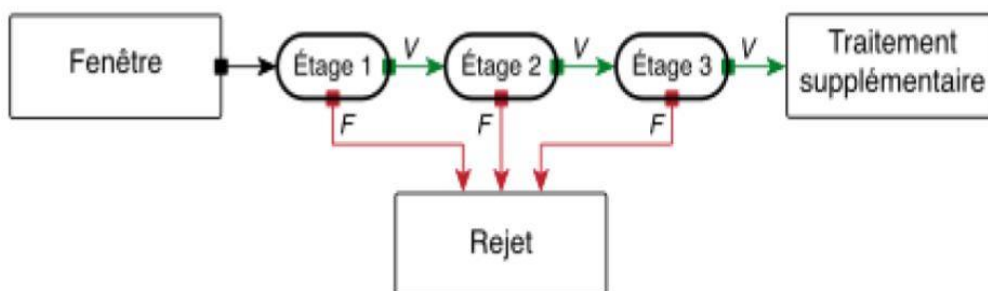 Fenêtre
Étage 1
V
Étage 2
V
Étage 3
V
Traitement
supplémentaire
F
F
F
Rejet